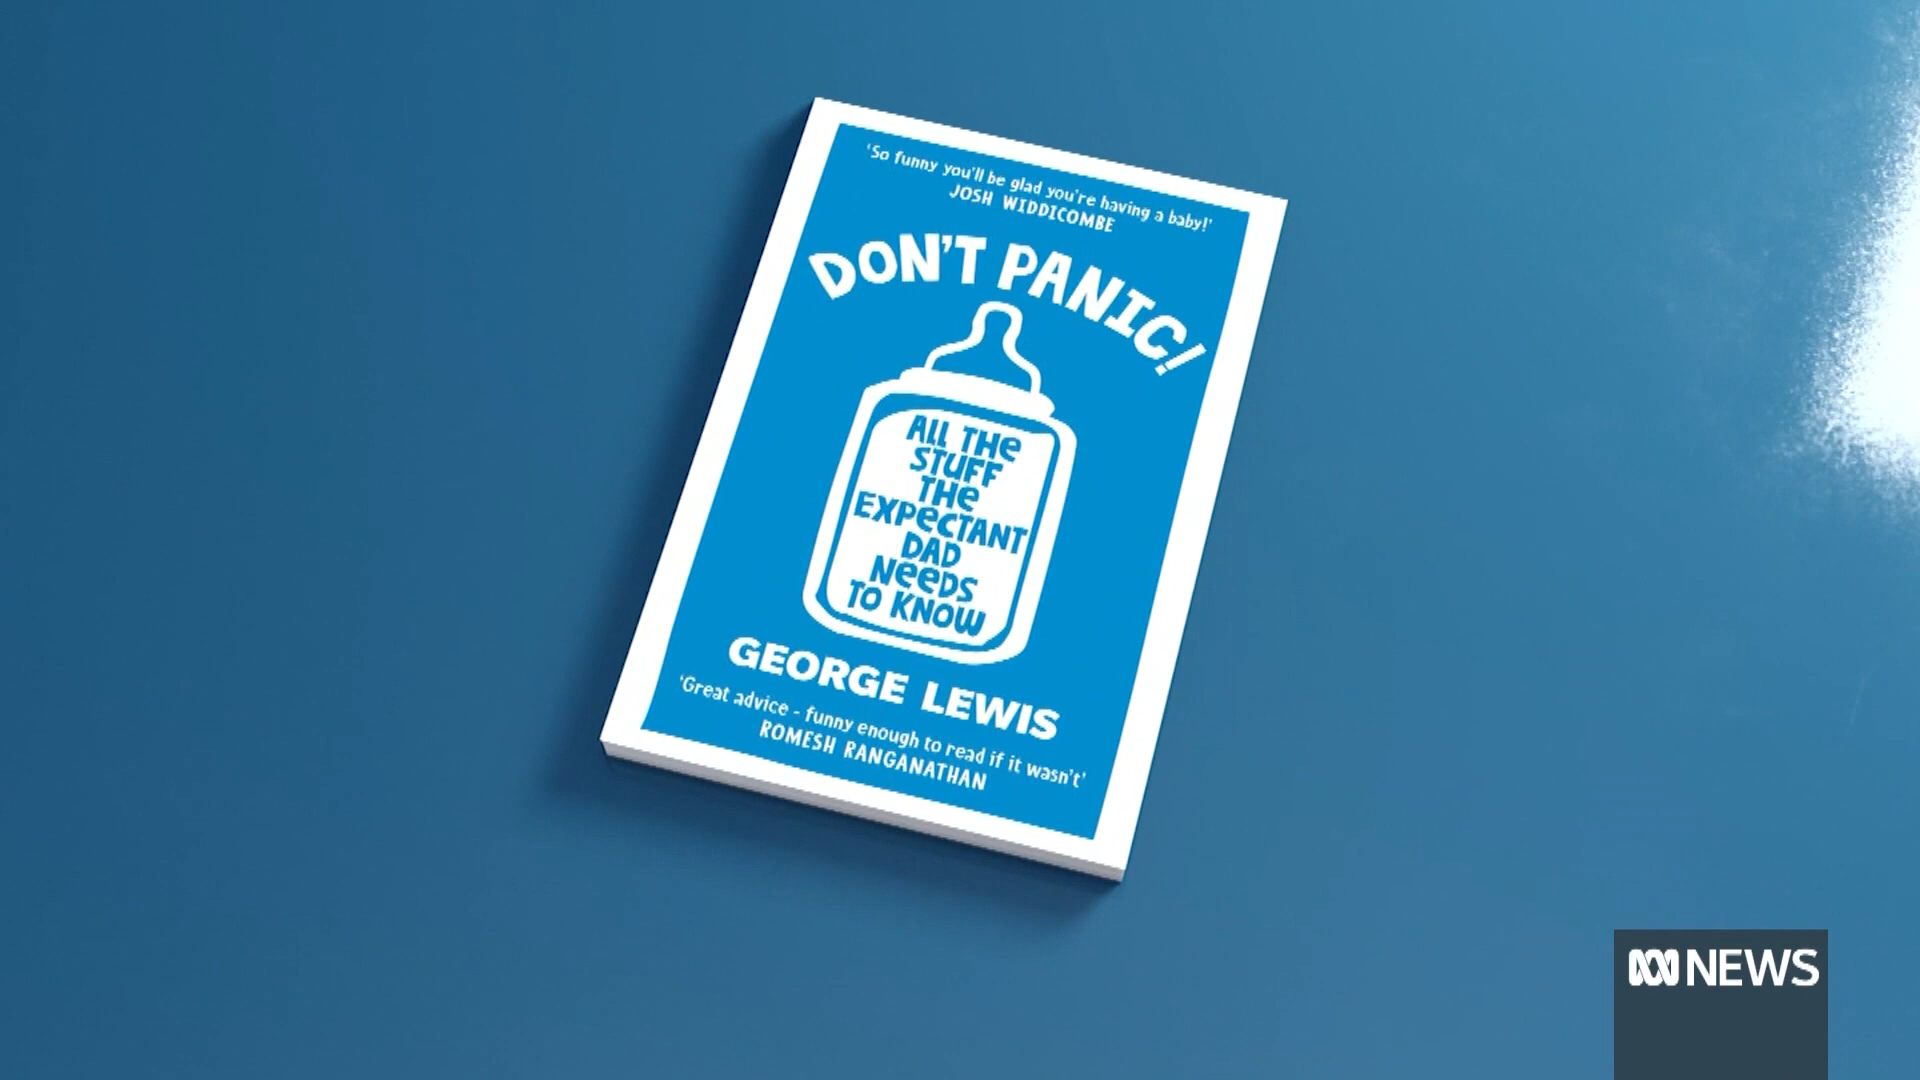 'So funny you'll be glad you're having a baby!'
JOSH WIDDICOMBE
DON'T PANIC!
ALL THe
STUFF
THe
EXPeCTANT
DAD
NeeDS
TO KNOW
GEORGE LEWIS
'Great advice - funny enough to read if it wasn't'
ROMESH RANGANATHAN
NEWS